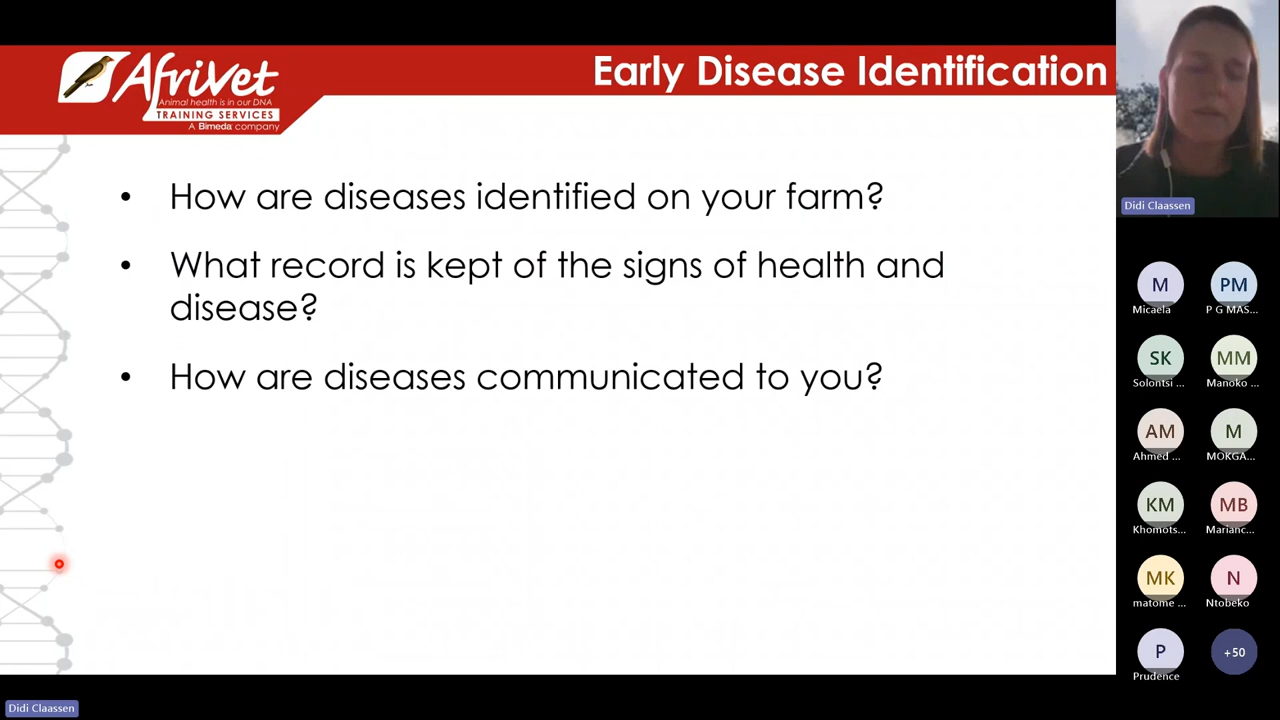 Early Disease Identification
AfriVet
Animal health is in our DNA
TRAINING SERVICES
A Bimeda company
• How are diseases identified on your farm?
• What record is kept of the signs of health and
disease?
• How are diseases communicated to you?
Didi Claassen
M
Micaela
PM
P G MAS...
SK
Solontsi ...
MM
Manoko ...
AM
Ahmed ...
M
MOKGA...
KM
Khomots...
MB
Marianc...
MK
matome ...
N
Ntobeko
P
Prudence
+50
Didi Claassen